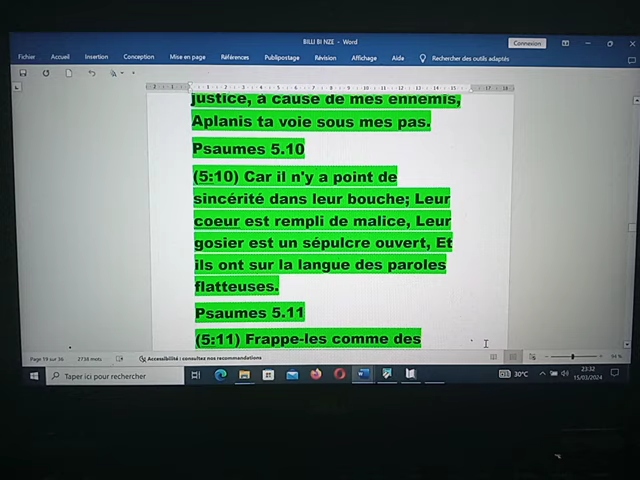 BILLI BI NZE - Word
Connexion
Fichier Accueil Insertion Conception Mise en page Références Publipostage Révision Affichage Aide Rechercher des outils adaptés
justice, à cause de mes ennemis,
Aplanis ta voie sous mes pas.
Psaumes 5.10
(5:10) Car il n'y a point de
sincérité dans leur bouche; Leur
coeur est rempli de malice, Leur
gosier est un sépulcre ouvert, Et
ils ont sur la langue des paroles
flatteuses.
Psaumes 5.11
(5:11) Frappe-les comme des
Page 19 sur 36 2738 mots Accessibilité : consultez nos recommandations
Taper ici pour rechercher
30°C
23:32
15/03/2024